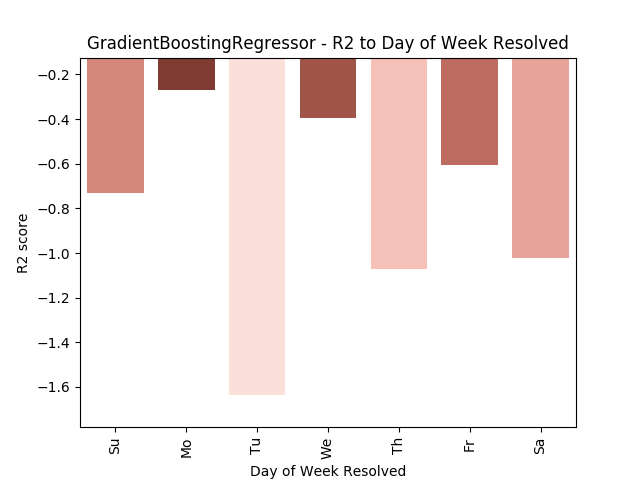 GradientBoostingRegressor - R2 to Day of Week Resolved
R2 score
−0.2
−0.4
−0.6
−0.8
−1.0
−1.2
−1.4
−1.6
Su
Mo
Tu
We
Th
Fr
Sa
Day of Week Resolved